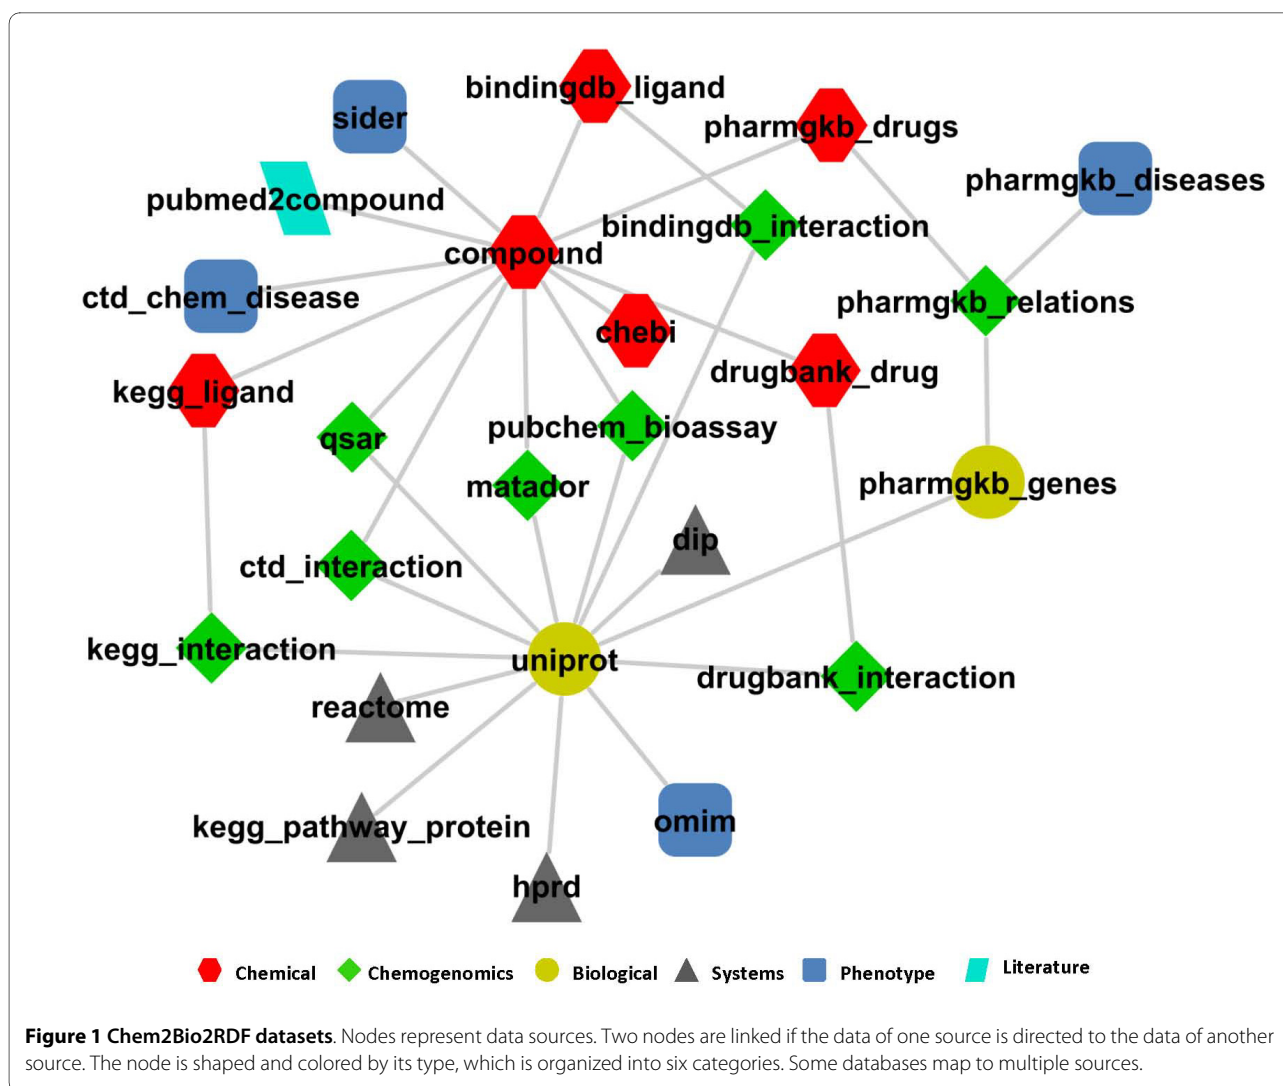 bindingdb_ligand
sider
pharmgkb_drugs
pharmgkb_diseases
pubmed2compound
bindingdb_interaction
compound
ctd_chem_disease
pharmgkb_relations
chebi
drugbank_drug
kegg_ligand
pubchem_bioassay
qsar
matador
pharmgkb_genes
dip
ctd_interaction
kegg_interaction
uniprot
drugbank_interaction
reactome
kegg_pathway_protein
omim
hprd
Chemical Chemogenomics Biological Systems Phenotype Literature
Figure 1 Chem2Bio2RDF datasets. Nodes represent data sources. Two nodes are linked if the data of one source is directed to the data of another
source. The node is shaped and colored by its type, which is organized into six categories. Some databases map to multiple sources.